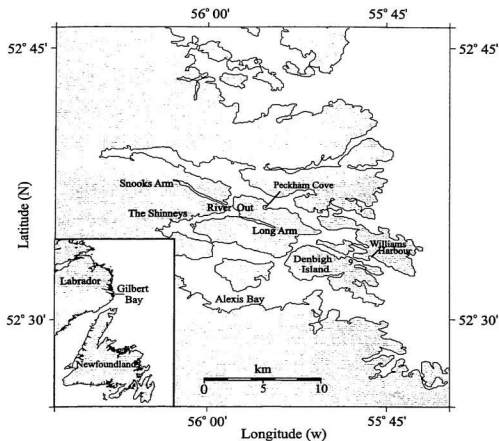 56 00' 55 45'
52° 45' 52° 45'
Snooks Arm
Peckham Cove
River Out
The Shinneys
Long Arm
Williams
Harbour
Denbigh
Island
Labrador
Gilbert
Bay
Alexis Bay
52° 30' 52° 30'
Newfoundland
km
0 5 10
56 00' 55 45'
Longitude (w)
Latitude (N)